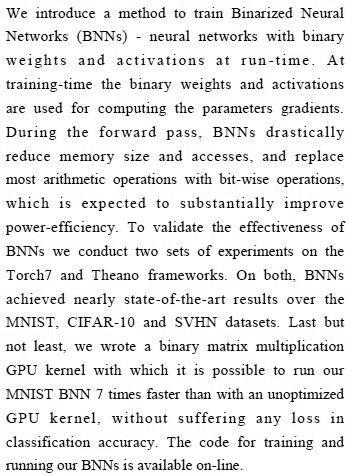 We introduce a method to train Binarized Neural
Networks (BNNs) - neural networks with binary
weights and activations at run-time. At
training-time the binary weights and activations
are used for computing the parameters gradients.
During the forward pass, BNNs drastically
reduce memory size and accesses, and replace
most arithmetic operations with bit-wise operations,
which is expected to substantially improve
power-efficiency. To validate the effectiveness of
BNNs we conduct two sets of experiments on the
Torch7 and Theano frameworks. On both, BNNs
achieved nearly state-of-the-art results over the
MNIST, CIFAR-10 and SVHN datasets. Last but
not least, we wrote a binary matrix multiplication
GPU kernel with which it is possible to run our
MNIST BNN 7 times faster than with an unoptimized
GPU kernel, without suffering any loss in
classification accuracy. The code for training and
running our BNNs is available on-line.